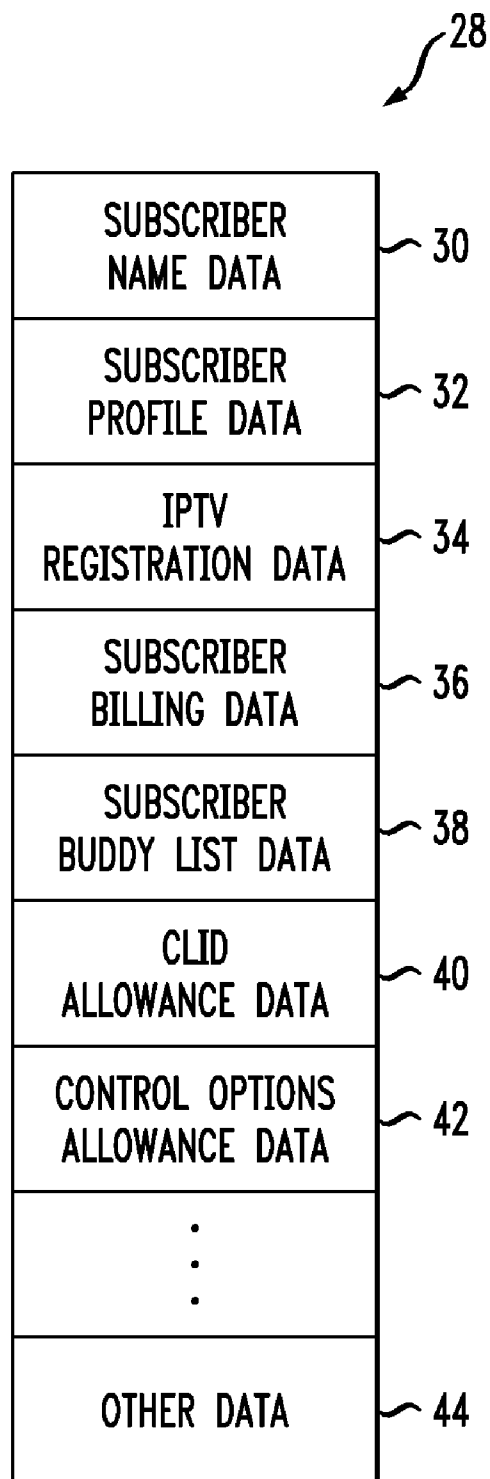 28
SUBSCRIBER
NAME DATA
30
SUBSCRIBER
PROFILE DATA
32
IPTV
REGISTRATION DATA
34
SUBSCRIBER
BILLING DATA
36
SUBSCRIBER
BUDDY LIST DATA
38
CLID
ALLOWANCE DATA
40
CONTROL OPTIONS
ALLOWANCE DATA
42
OTHER DATA
44